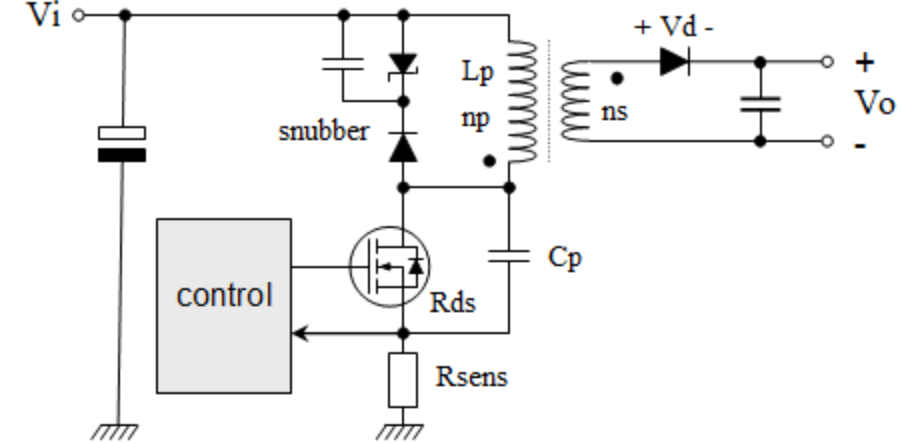 Vi
+ Vd -
Lp
+
np
ns
Vo
snubber
-
Cp
control
Rds
Rsens